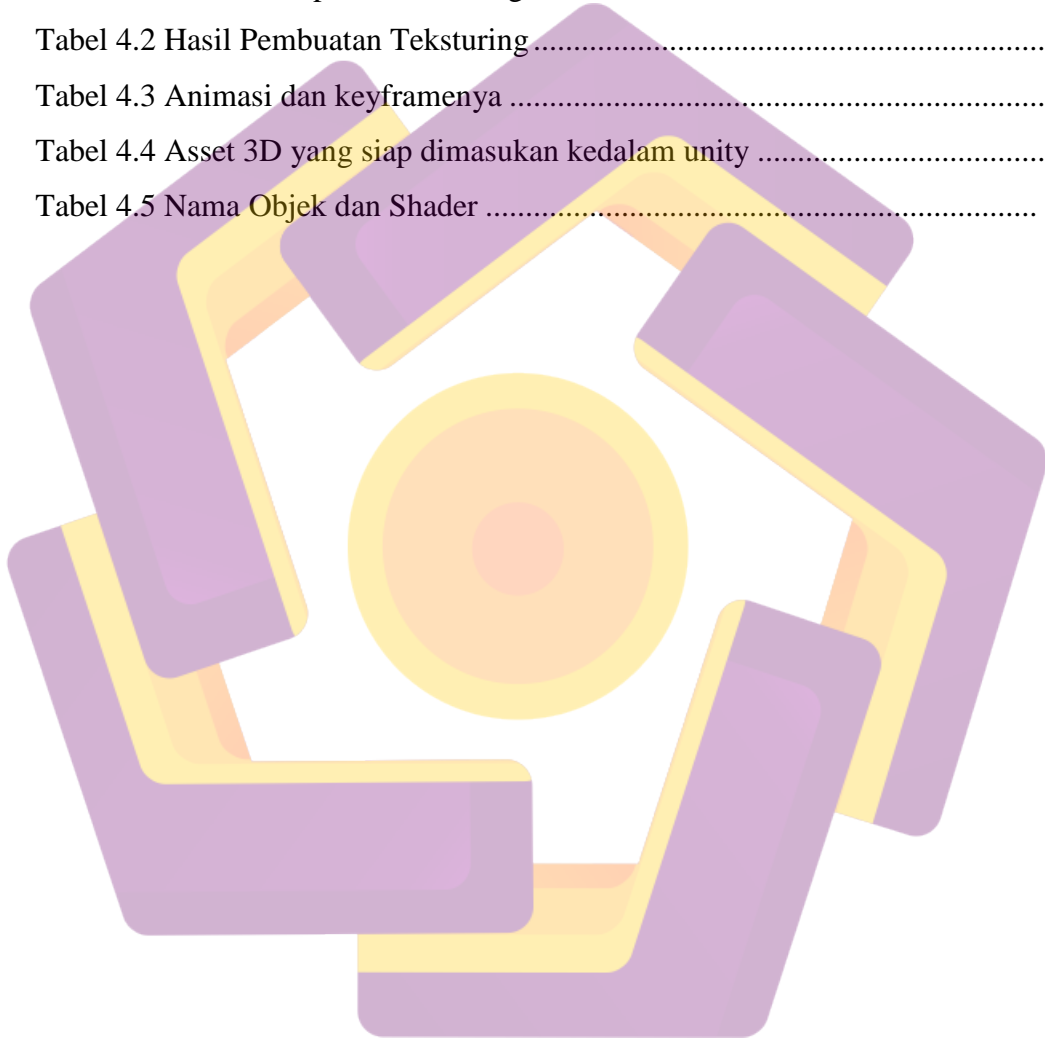 Tabel 4.2 Hasil Pembuatan Teksturing................................................................
Tabel 4.3 Animasi dan keyframenya ..................................................................
Tabel 4.4 Asset 3D yang siap dimasukan kedalam unity ...................................
Tabel 4.5 Nama Objek dan Shader ....................................................................